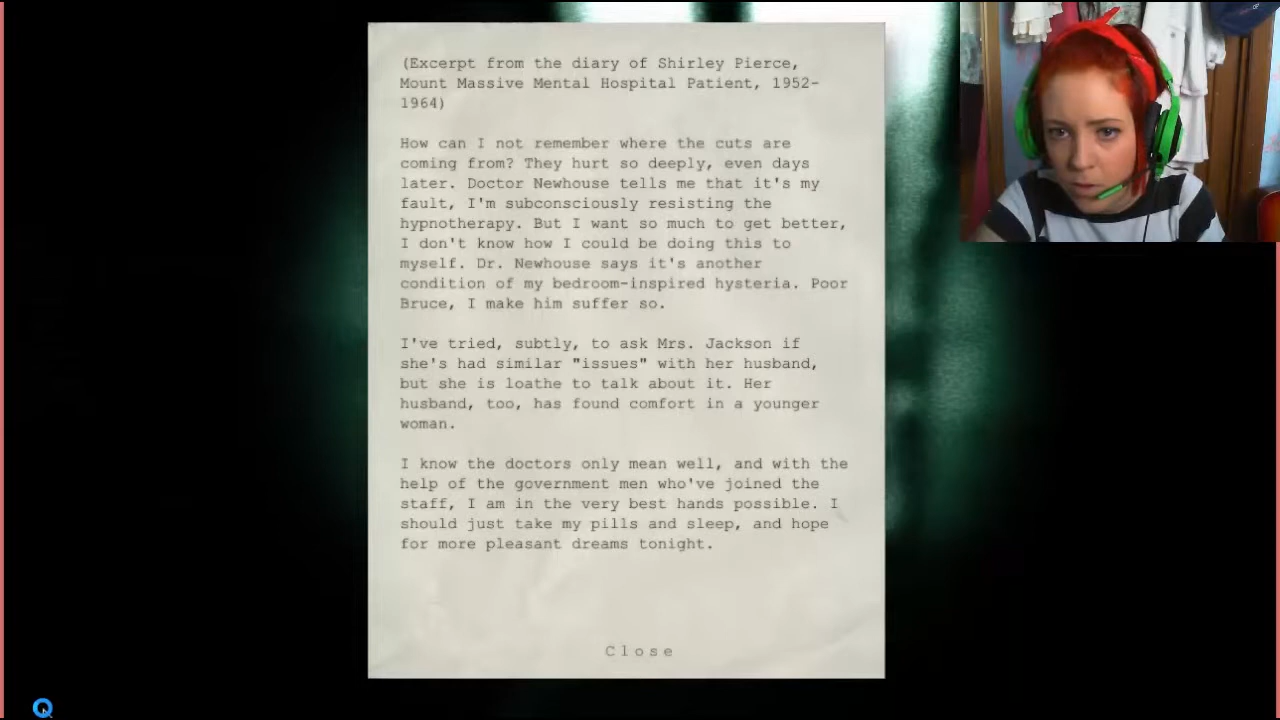 (Excerpt from the diary of Shirley Pierce,
Mount Massive Mental Hospital Patient, 1952-
1964)
How can I not remember where the cuts are
coming from? They hurt so deeply, even days
later. Doctor Newhouse tells me that it's my
fault, I'm subconsciously resisting the
hypnotherapy. But I want so much to get better,
I don't know how I could be doing this to
myself. Dr. Newhouse says it's another
condition of my bedroom-inspired hysteria. Poor
Bruce, I make him suffer so.
I've tried, subtly, to ask Mrs. Jackson if
she's had similar "issues" with her husband,
but she is loathe to talk about it. Her
husband, too, has found comfort in a younger
woman.
I know the doctors only mean well, and with the
help of the government men who've joined the
staff, I am in the very best hands possible. I
should just take my pills and sleep, and hope
for more pleasant dreams tonight.
Close